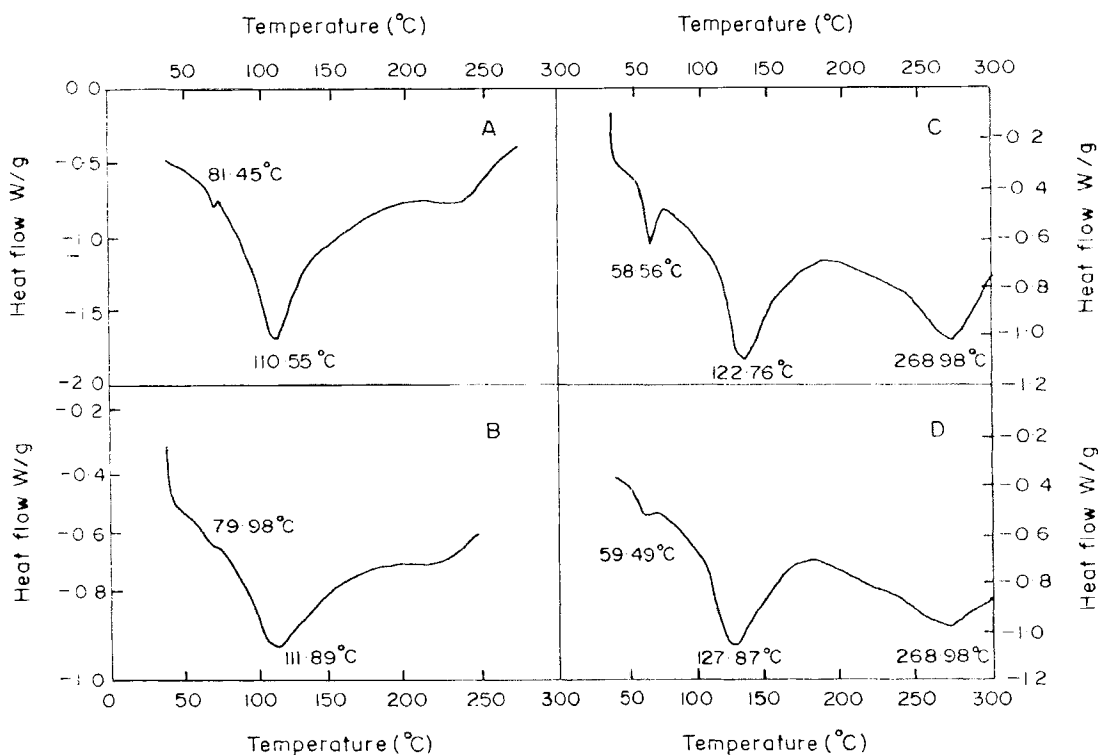 Temperature (°C)
Temperature (°C)
50 100 150 200 250 300
50 100 150 200 250 300
0 0
-0.5
-1.0
-1.5
-2 0
Heat flow W/g
A
81·45°C
110·55°C
C
58·56°C
122·76°C
268·98°C
-0.2
-0 4
-0 6
-0.8
-1.0
-1.2
Heat flow W/g
-0.2
-0.4
-0.6
-0.8
-1 0
Heat flow W/g
B
79·98°C
111·89°C
D
59·49°C
127·87°C
268·98°C
-0.2
-0 4
-0 6
-0.8
-1.0
-1.2
Heat flow W/g
0 50 100 150 200 250 300
50 100 150 200 250 300
Temperature (°C)
Temperature (°C)